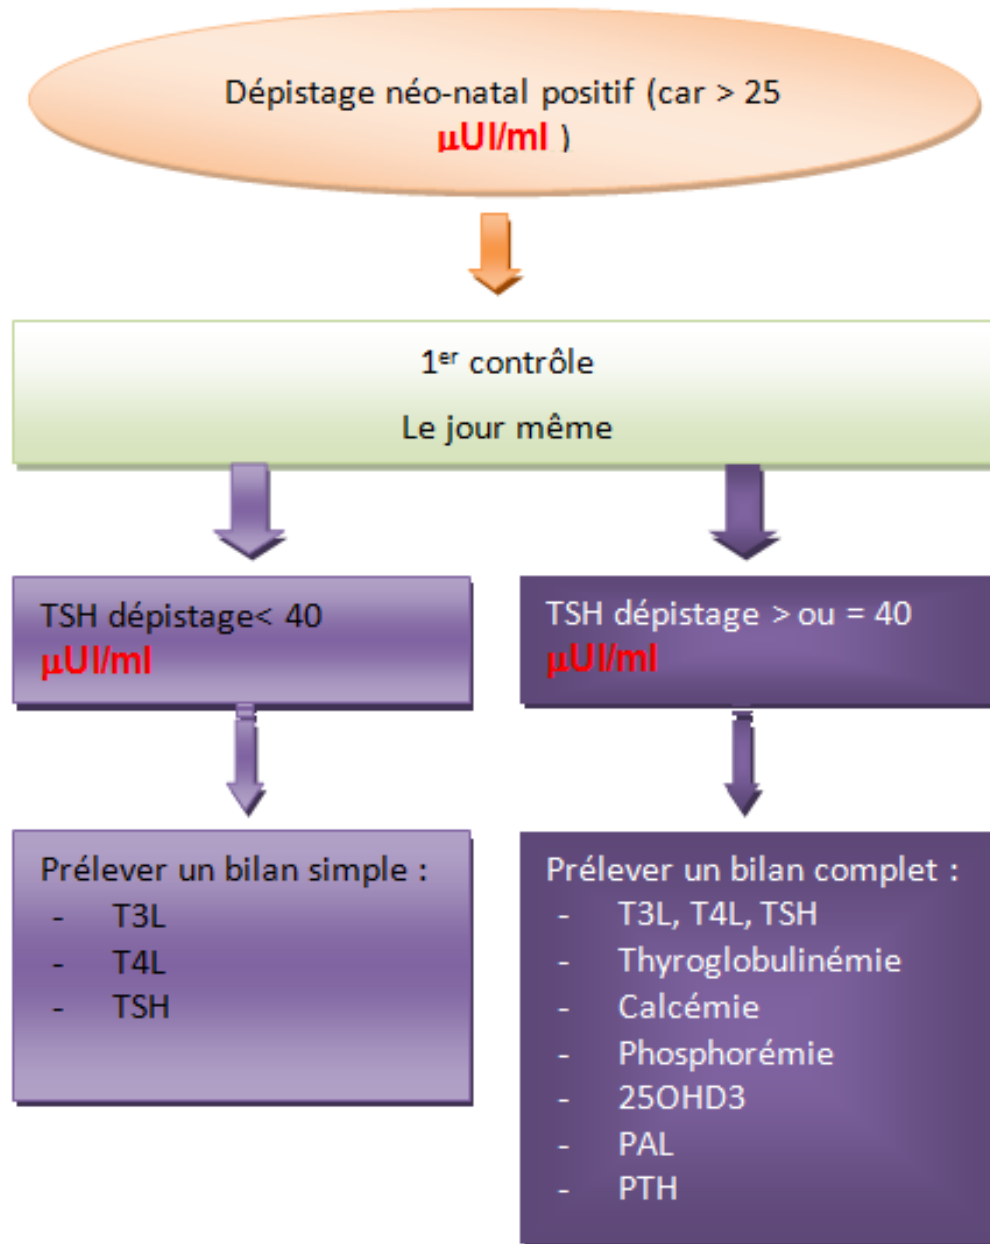 Dépistage néo-natal positif (car > 25
µUI/ml )
1er contrôle
Le jour même
TSH dépistage< 40
µUI/ml
TSH dépistage > ou = 40
µUI/ml
Prélever un bilan simple :
- T3L
- T4L
- TSH
Prélever un bilan complet :
- T3L, T4L, TSH
- Thyroglobulinémie
- Calcémie
- Phosphorémie
- 25OHD3
- PAL
- PTH